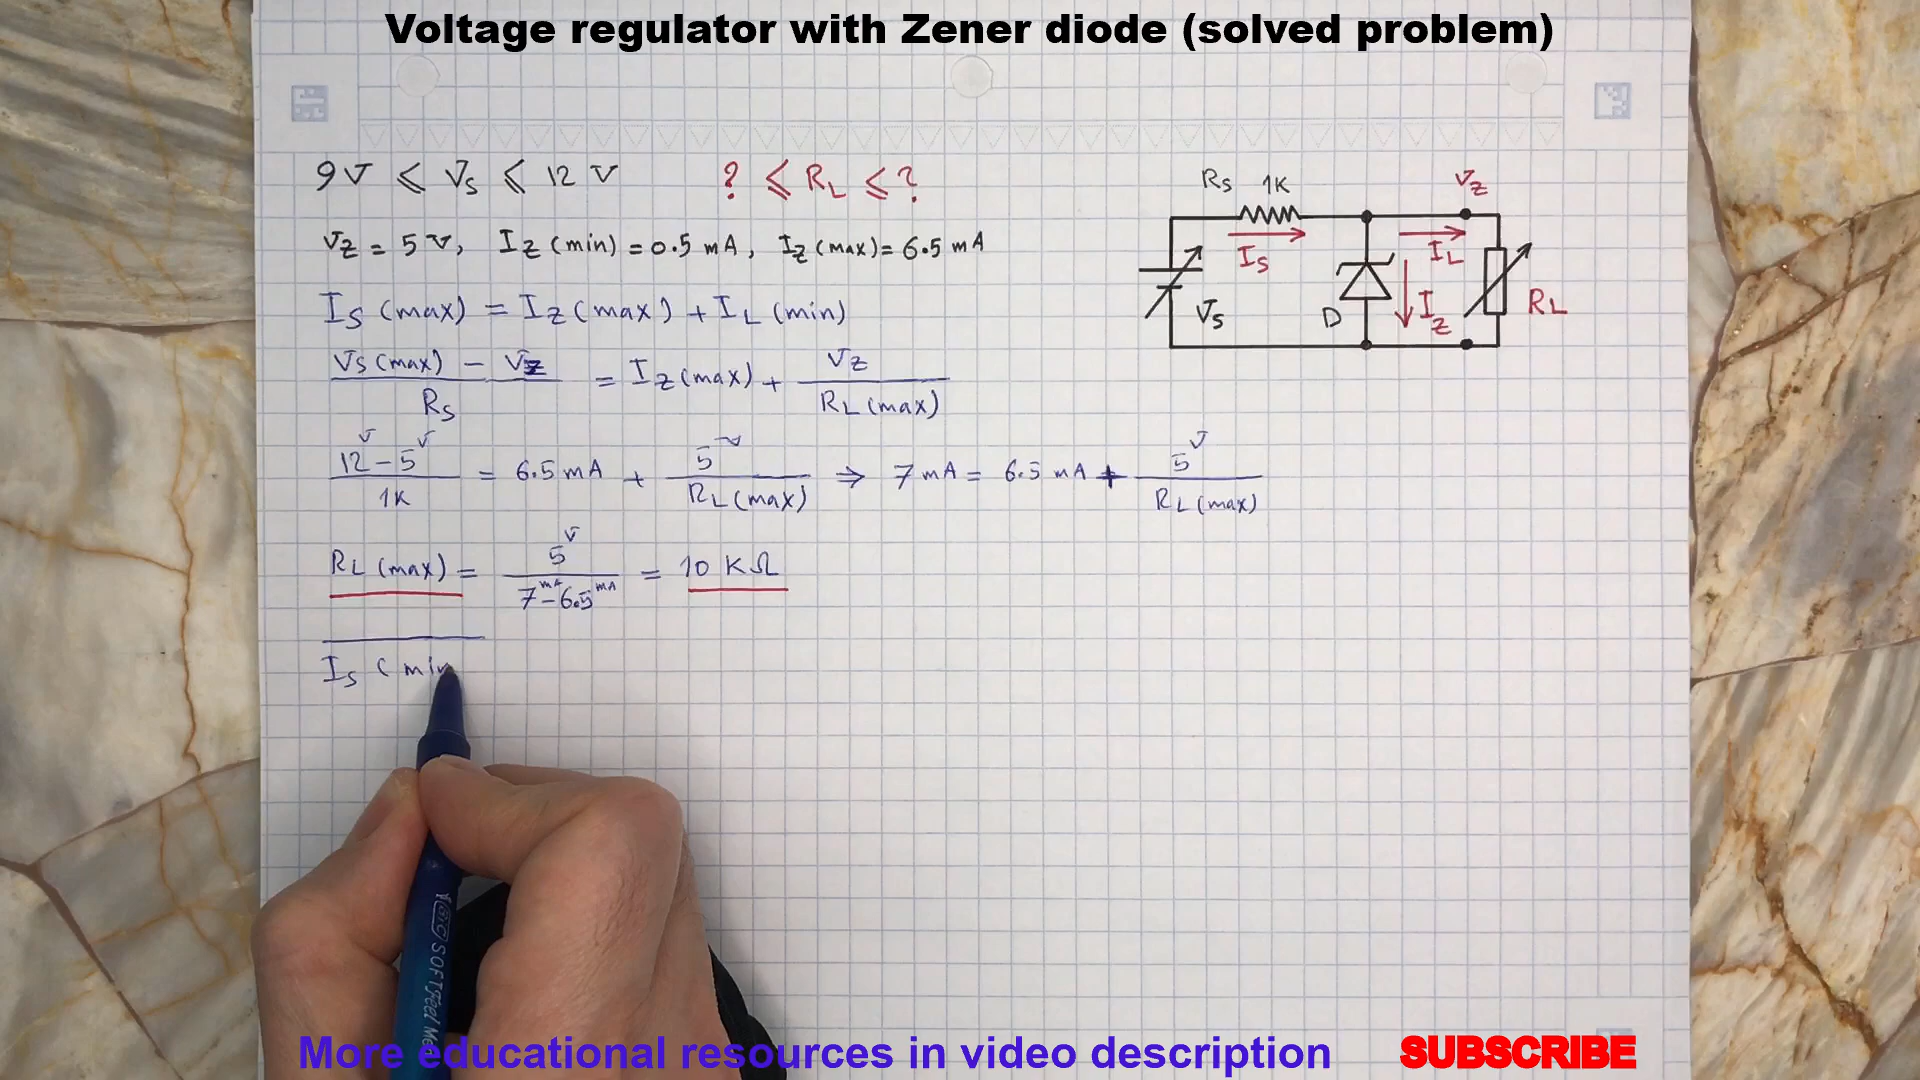 Voltage regulator with Zener diode (solved problem)
9V ⩽ Vs ⩽ 12 V ? ⩽ RL ⩽ ?
Vz = 5 V, Iz (min) = 0.5 mA, Iz (max) = 6.5 mA
Is (max) = Iz (max) + IL (min)
Vs (max) − Vz / Rs = Iz (max) + Vz / RL (max)
12V − 5V / 1K = 6.5 mA + 5V / RL (max) ⇒ 7 mA = 6.5 mA + 5V / RL (max)
RL (max) = 5V / 7mA − 6.5mA = 10 KΩ
Is (min
Rs 1K
Vz
Is
IL
Vs
D
Iz
RL
SOFTfeel
More educational resources in video description
SUBSCRIBE